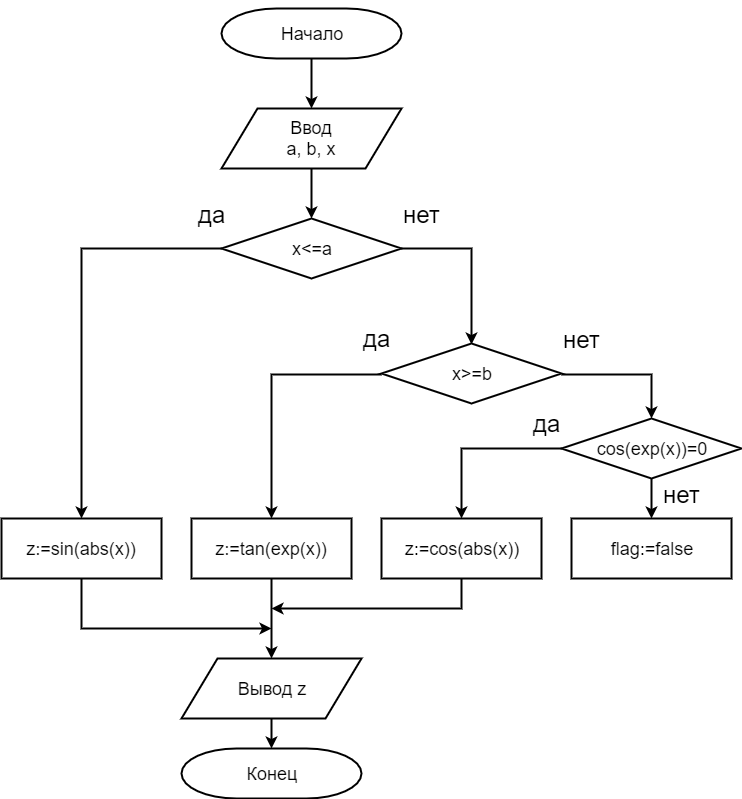 Начало
Ввод
a, b, x
да
нет
x<=a
да
нет
x>=b
да
cos(exp(x))=0
нет
z:=sin(abs(x))
z:=tan(exp(x))
z:=cos(abs(x))
flag:=false
Вывод z
Конец